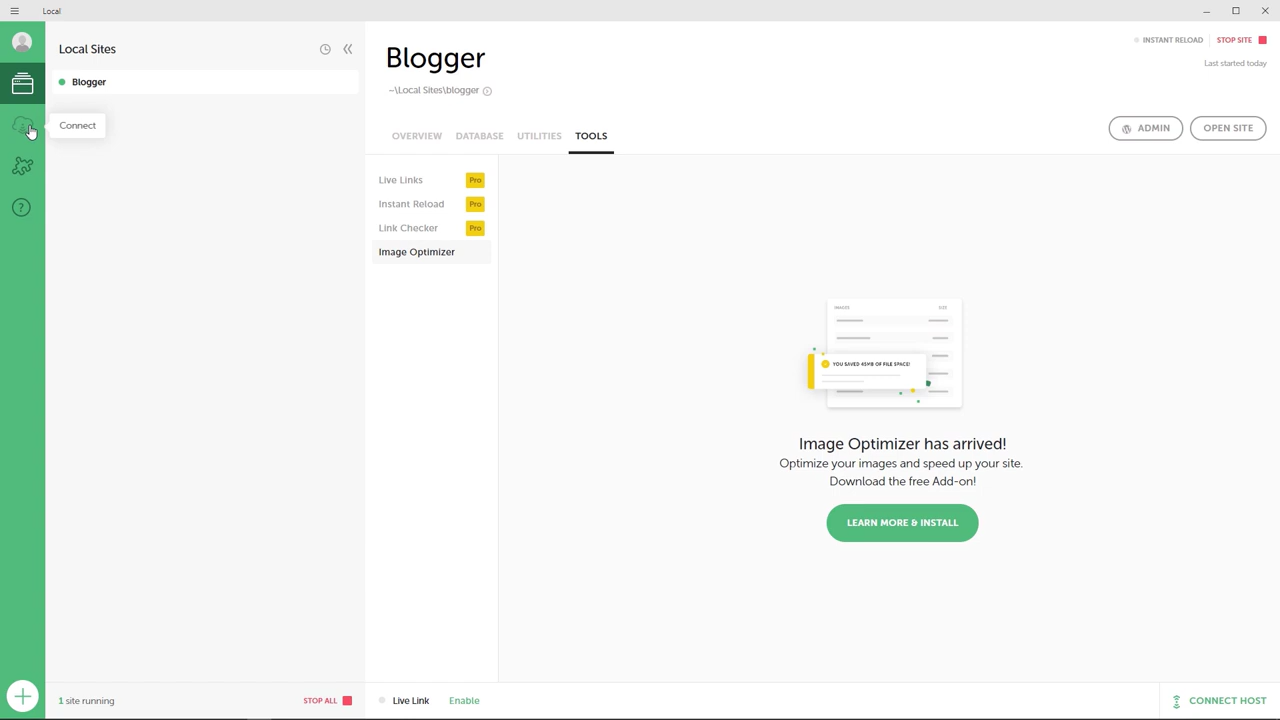 Local
Local Sites
Blogger
Connect
1 site running
STOP ALL
Blogger
~\Local Sites\blogger
INSTANT RELOAD
STOP SITE
Last started today
OVERVIEW
DATABASE
UTILITIES
TOOLS
ADMIN
OPEN SITE
Live Links
Pro
Instant Reload
Pro
Link Checker
Pro
Image Optimizer
IMAGES
SIZE
YOU SAVED 45MB OF FILE SPACE!
Image Optimizer has arrived!
Optimize your images and speed up your site.
Download the free Add-on!
LEARN MORE & INSTALL
Live Link
Enable
CONNECT HOST